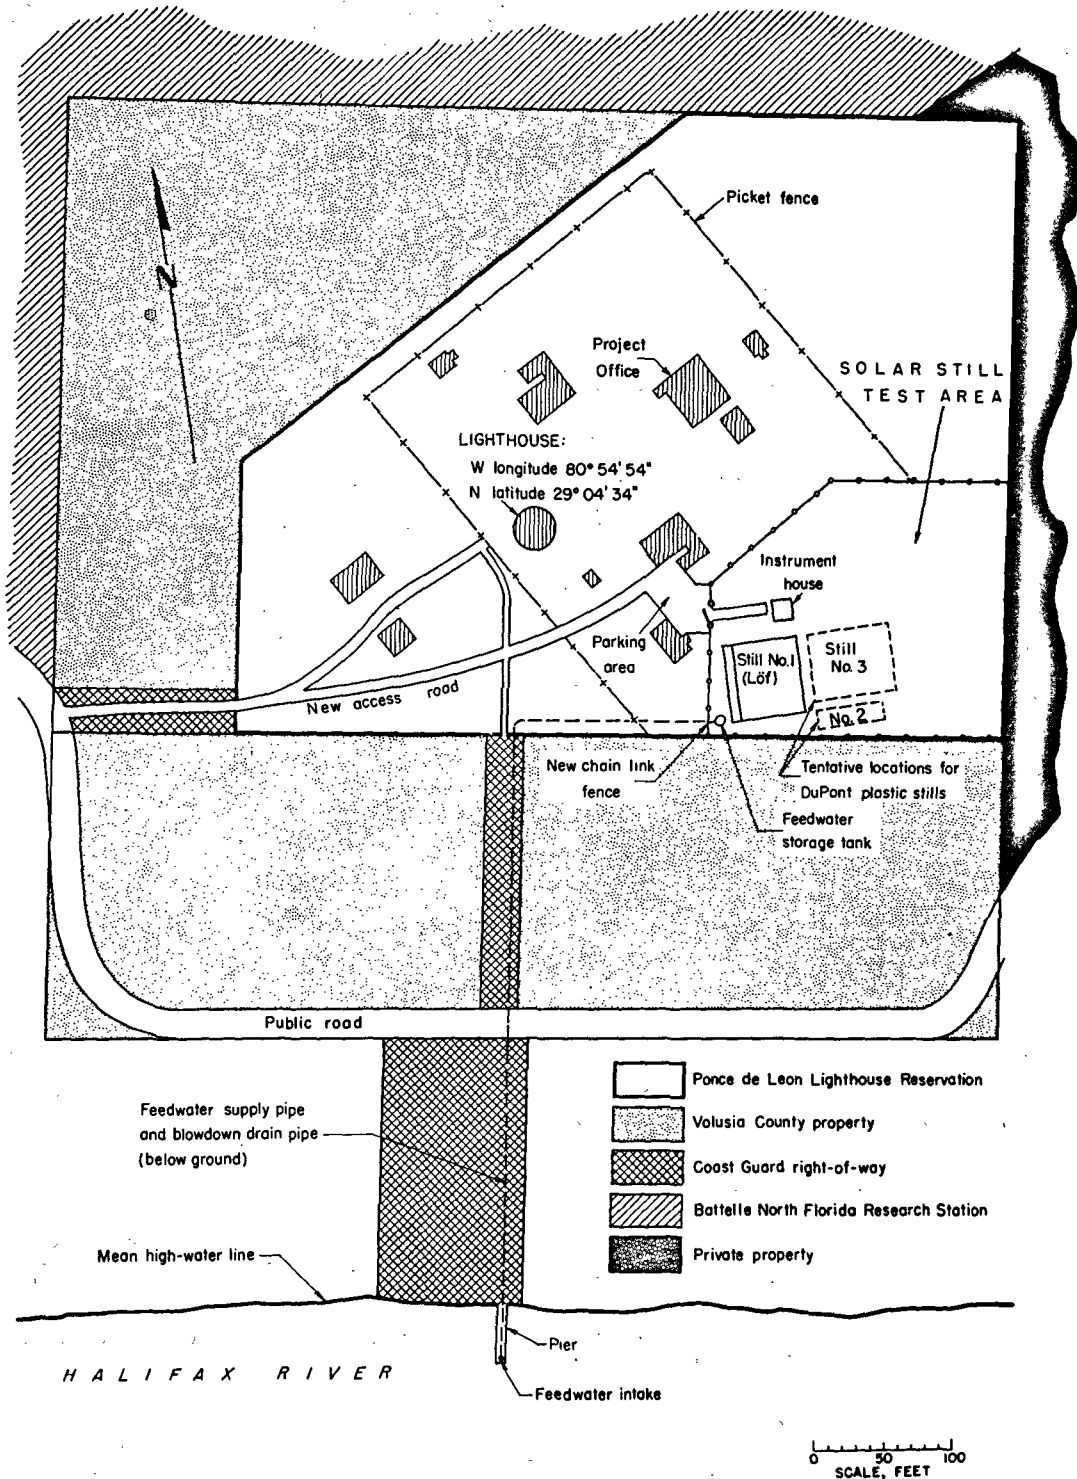 Picket fence
N
Project
Office
SOLAR STILL
TEST AREA
LIGHTHOUSE:
W longitude 80° 54' 54"
N latitude 29° 04' 34"
Instrument
house
Parking
area
Still No.1
(Löf)
Still
No. 3
No. 2
New access road
New chain link
fence
Tentative locations for
DuPont plastic stills
Feedwater
storage tank
Public road
Ponce de Leon Lighthouse Reservation
Volusia County property
Coast Guard right-of-way
Battelle North Florida Research Station
Private property
Feedwater supply pipe
and blowdown drain pipe
(below ground)
Mean high-water line
Pier
HALIFAX RIVER
Feedwater intake
0 50 100
SCALE, FEET